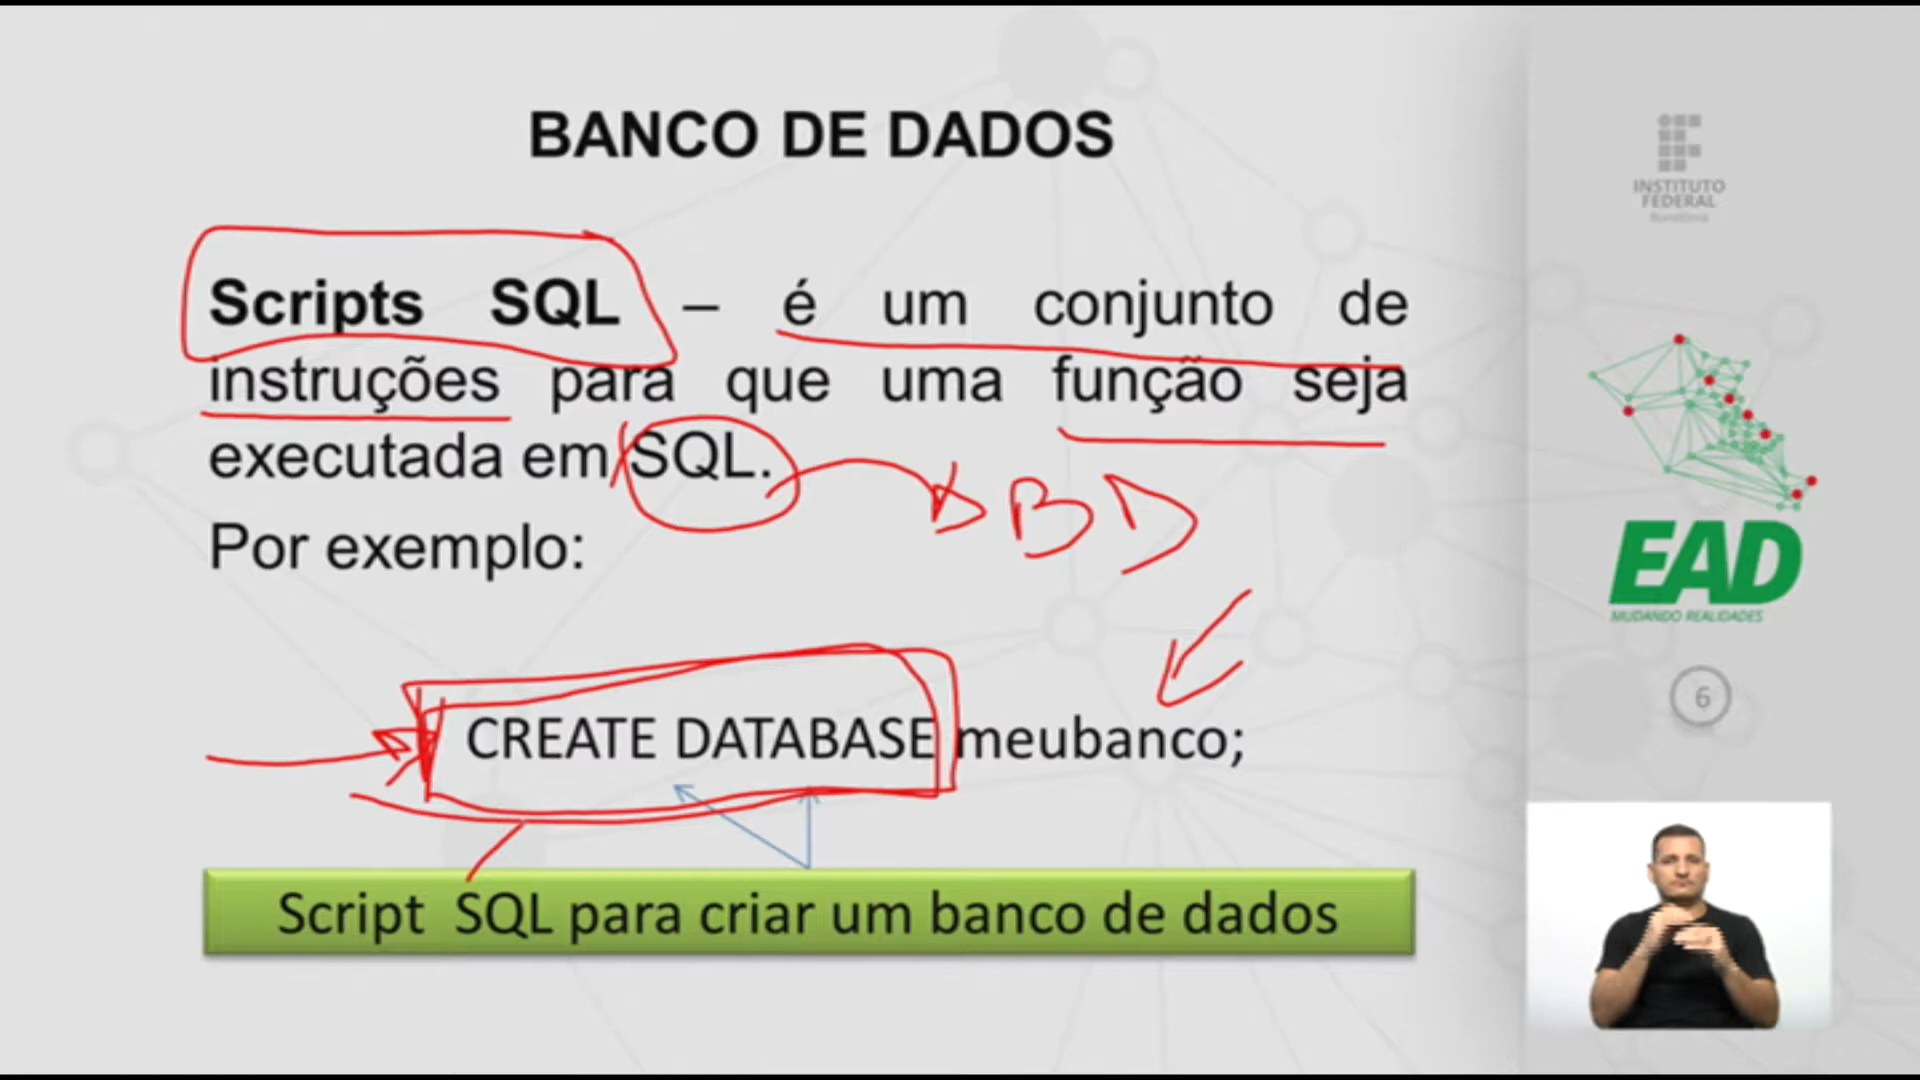 BANCO DE DADOS
Scripts SQL – é um conjunto de
instruções para que uma função seja
executada em SQL.
BD
Por exemplo:
CREATE DATABASE meubanco;
Script SQL para criar um banco de dados
INSTITUTO
FEDERAL
Rondônia
EAD
MUDANDO REALIDADES
6